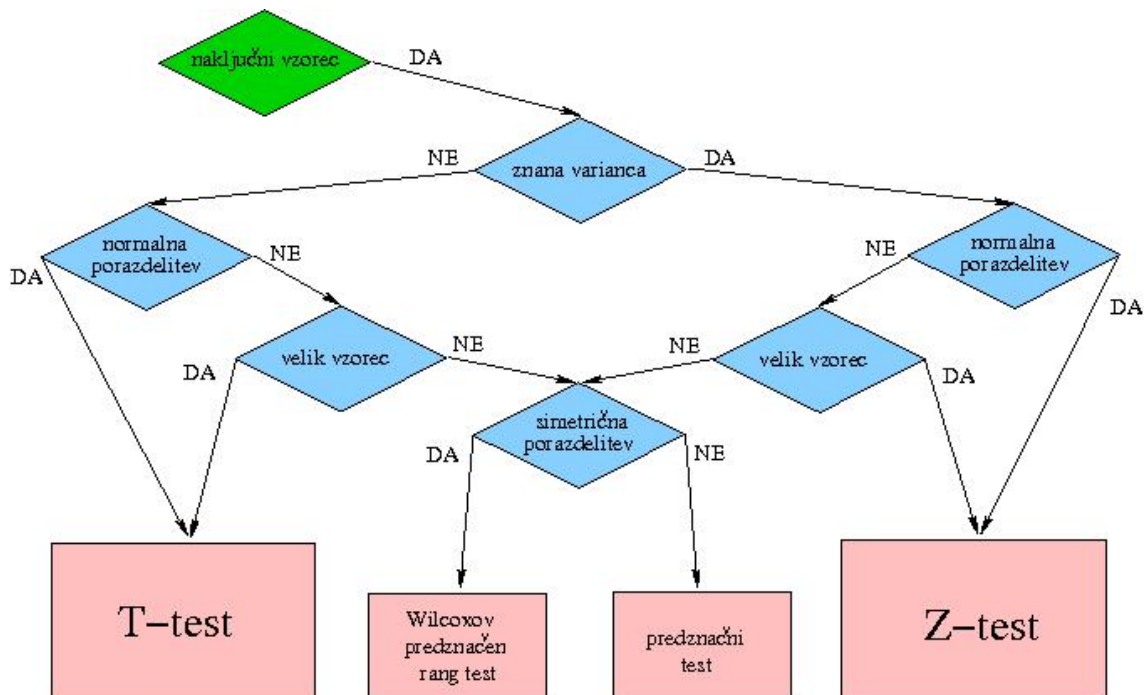 naključni vzorec
DA
znana varianca
NE
DA
normalna
porazdelitev
normalna
porazdelitev
DA
NE
NE
DA
velik vzorec
velik vzorec
DA
NE
NE
DA
simetrična
porazdelitev
DA
NE
T-test
Wilcoxov
predznačen
rang test
predznačni
test
Z-test